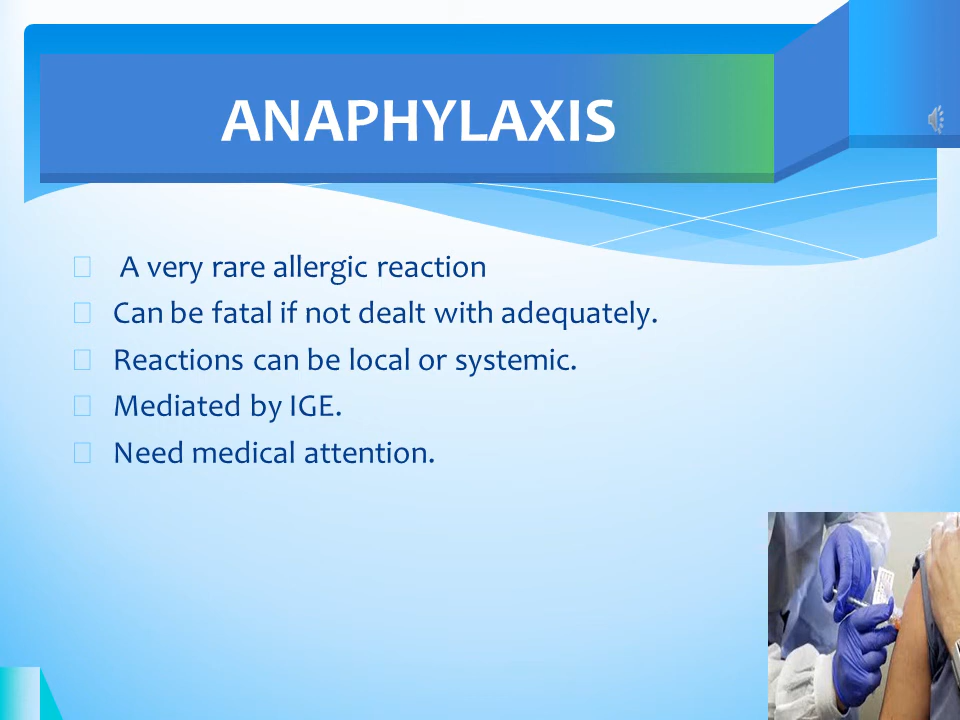 ANAPHYLAXIS
A very rare allergic reaction
Can be fatal if not dealt with adequately.
Reactions can be local or systemic.
Mediated by IGE.
Need medical attention.